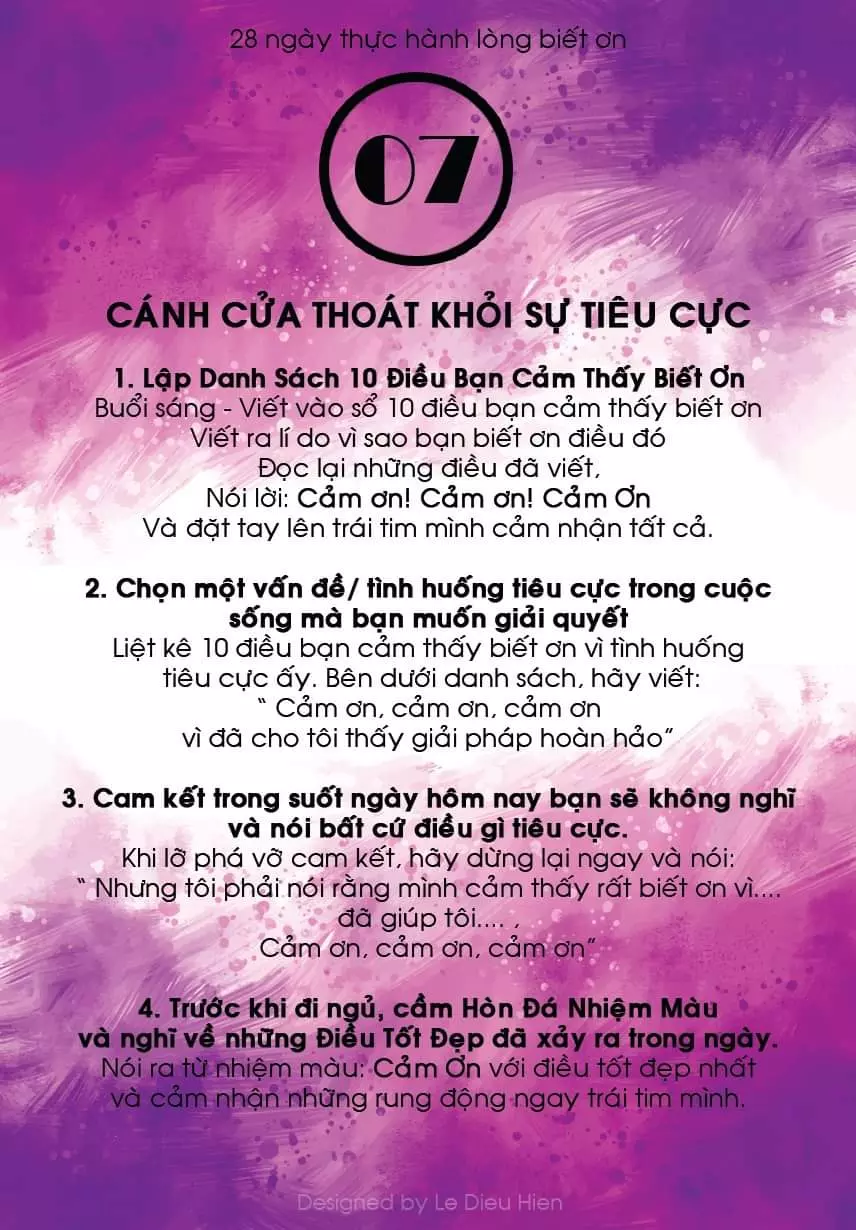 28 ngày thực hành lòng biết ơn
07
CÁNH CỬA THOÁT KHỎI SỰ TIÊU CỰC
1. Lập Danh Sách 10 Điều Bạn Cảm Thấy Biết Ơn
Buổi sáng - Viết vào sổ 10 điều bạn cảm thấy biết ơn
Viết ra lí do vì sao bạn biết ơn điều đó
Đọc lại những điều đã viết,
Nói lời: Cảm ơn! Cảm ơn! Cảm Ơn
Và đặt tay lên trái tim mình cảm nhận tất cả.
2. Chọn một vấn đề/ tình huống tiêu cực trong cuộc
sống mà bạn muốn giải quyết
Liệt kê 10 điều bạn cảm thấy biết ơn vì tình huống
tiêu cực ấy. Bên dưới danh sách, hãy viết:
“ Cảm ơn, cảm ơn, cảm ơn
vì đã cho tôi thấy giải pháp hoàn hảo”
3. Cam kết trong suốt ngày hôm nay bạn sẽ không nghĩ
và nói bất cứ điều gì tiêu cực.
Khi lỡ phá vỡ cam kết, hãy dừng lại ngay và nói:
“ Nhưng tôi phải nói rằng mình cảm thấy rất biết ơn vì....
đã giúp tôi.... ,
Cảm ơn, cảm ơn, cảm ơn”
4. Trước khi đi ngủ, cầm Hòn Đá Nhiệm Màu
và nghĩ về những Điều Tốt Đẹp đã xảy ra trong ngày.
Nói ra từ nhiệm màu: Cảm Ơn với điều tốt đẹp nhất
và cảm nhận những rung động ngay trái tim mình.
Designed by Le Dieu Hien